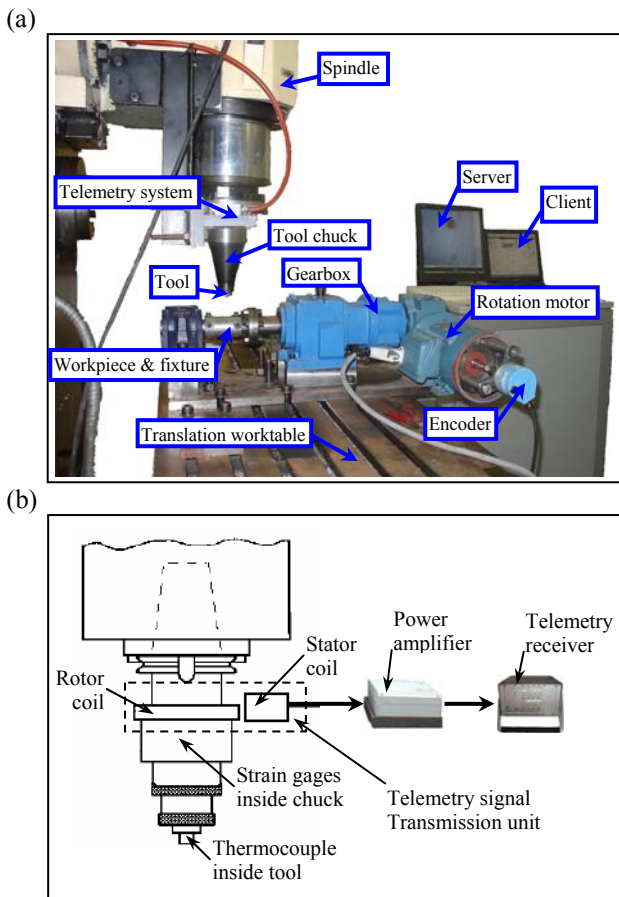 (a)
Spindle
Telemetry system
Server
Client
Tool chuck
Gearbox
Tool
Rotation motor
Workpiece & fixture
Encoder
Translation worktable
(b)
Power
amplifier
Telemetry
receiver
Stator
coil
Rotor
coil
Strain gages
inside chuck
Telemetry signal
Transmission unit
Thermocouple
inside tool